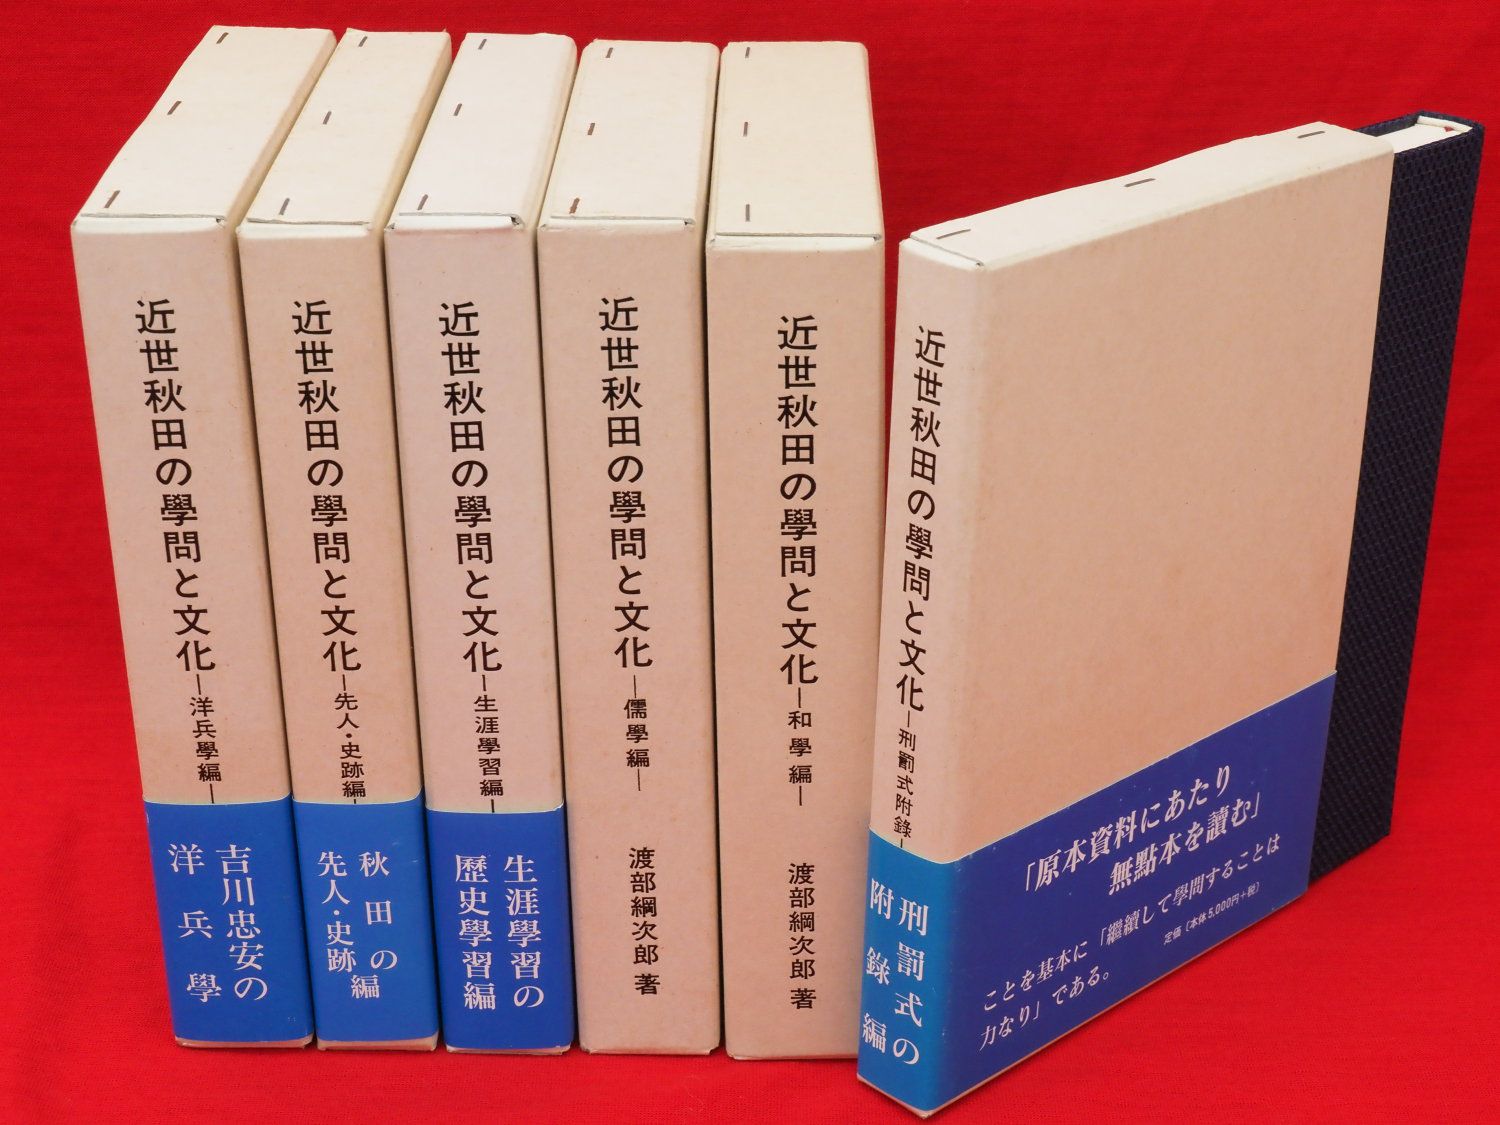 近世秋田の學問と文化―洋兵學編―
吉川忠安の
洋兵學
近世秋田の學問と文化―先人・史跡編―
秋田の
先人・史跡編
近世秋田の學問と文化―生涯學習編―
生涯學習の
歷史學習編
近世秋田の學問と文化―儒學編―
渡部綱次郎 著
近世秋田の學問と文化―和學編―
渡部綱次郎 著
近世秋田の學問と文化―刑罰式附錄―
刑罰式の
附錄編
「原本資料にあたり
無點本を讀む」
ことを基本に「繼續して學問することは
力なり」である。
定価（本体5,000円+税）